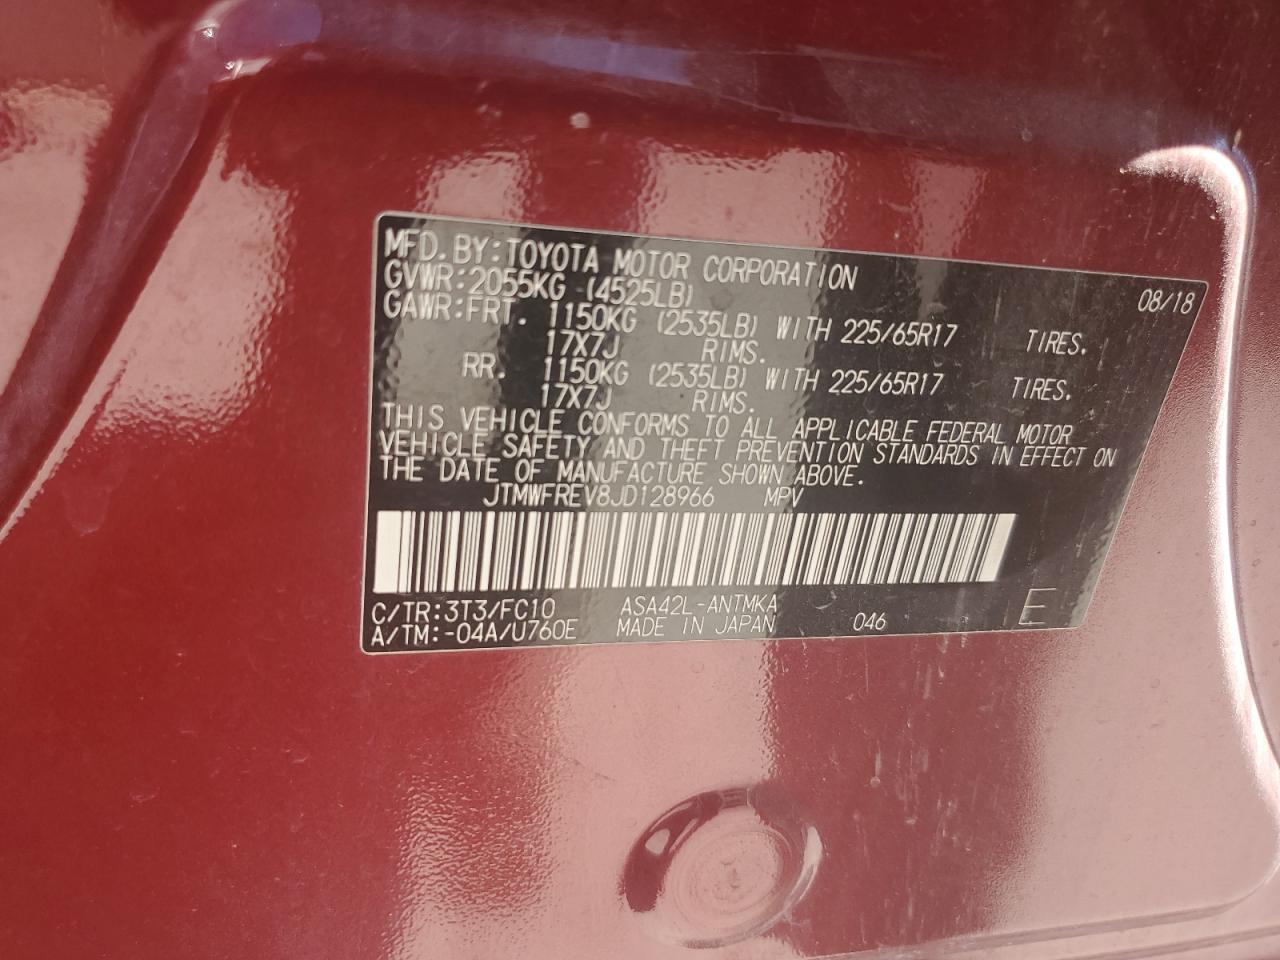 MFD. BY: TOYOTA MOTOR CORPORATION 08/18
GVWR: 2055KG (4525LB)
GAWR: FRT. 1150KG (2535LB) WITH 225/65R17 TIRES.
17X7J RIMS.
RR. 1150KG (2535LB) WITH 225/65R17 TIRES.
17X7J RIMS.
THIS VEHICLE CONFORMS TO ALL APPLICABLE FEDERAL MOTOR
VEHICLE SAFETY AND THEFT PREVENTION STANDARDS IN EFFECT ON
THE DATE OF MANUFACTURE SHOWN ABOVE.
JTMWFREV8JD128966 MPV
C/TR: 3T3/FC10 ASA42L-ANTMKA
A/TM: -04A/U760E MADE IN JAPAN 046 E